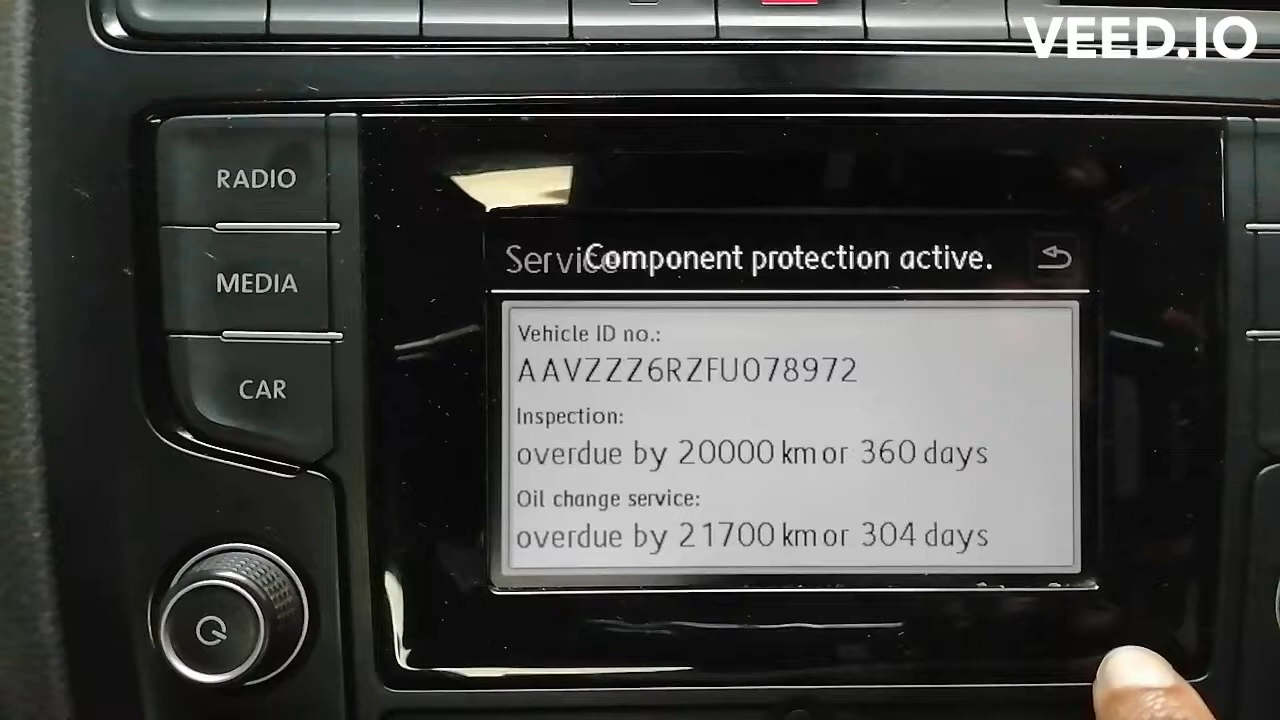 VEED.IO
RADIO
MEDIA
CAR
Service
Component protection active.
Vehicle ID no.:
AAVZZZ6RZFU078972
Inspection:
overdue by 20000 km or 360 days
Oil change service:
overdue by 21700 km or 304 days